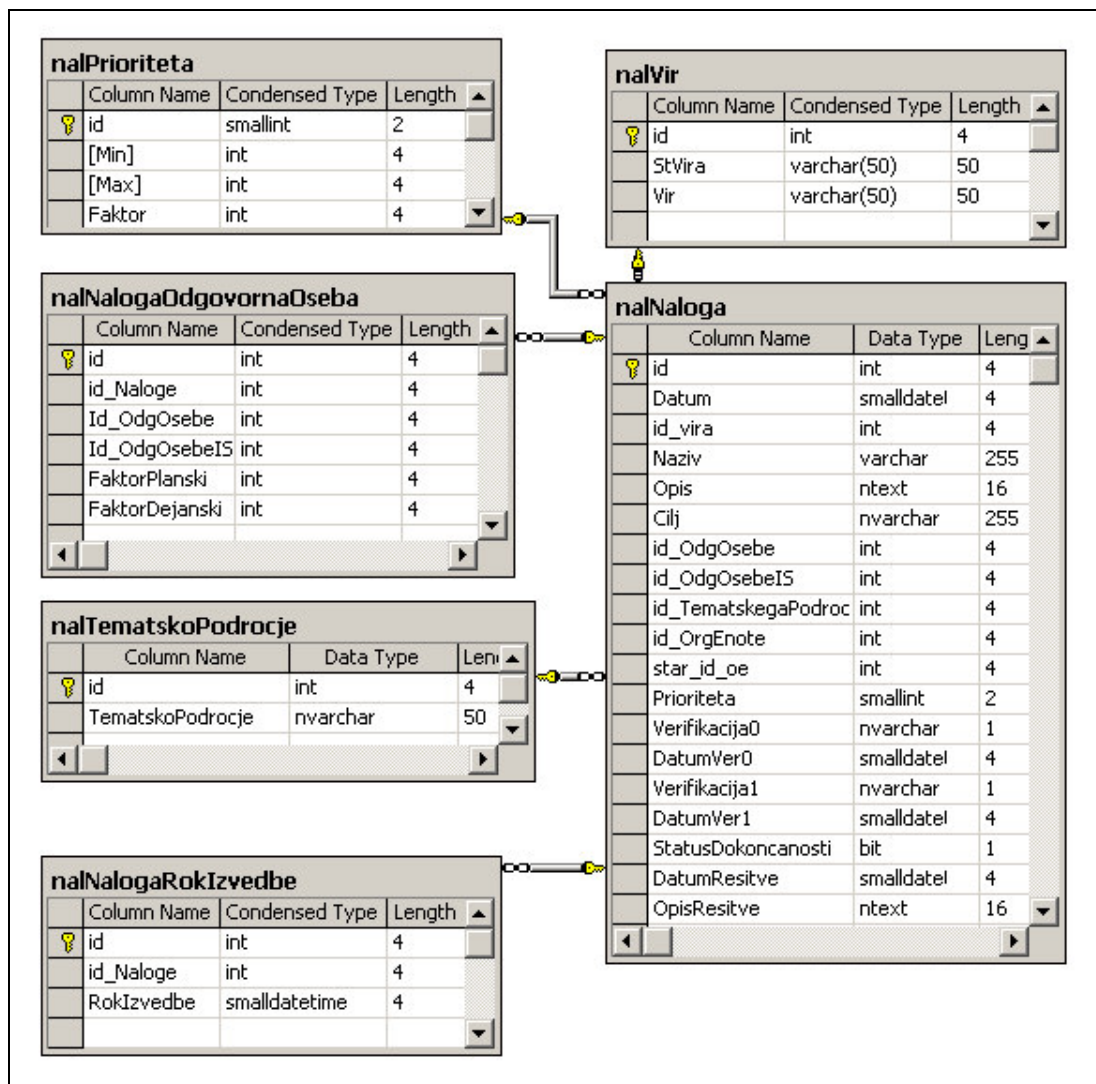 nalPrioriteta
Column Name Condensed Type Length
id smallint 2
[Min] int 4
[Max] int 4
Faktor int 4
nalVir
Column Name Condensed Type Length
id int 4
StVira varchar(50) 50
Vir varchar(50) 50
nalNalogaOdgovornaOseba
Column Name Condensed Type Length
id int 4
id_Naloge int 4
Id_OdgOsebe int 4
Id_OdgOsebeIS int 4
FaktorPlanski int 4
FaktorDejanski int 4
nalNaloga
Column Name Data Type Leng
id int 4
Datum smalldatet 4
id_vira int 4
Naziv varchar 255
Opis ntext 16
Cilj nvarchar 255
id_OdgOsebe int 4
id_OdgOsebeIS int 4
id_TematskegaPodroc int 4
id_OrgEnote int 4
star_id_oe int 4
Prioriteta smallint 2
Verifikacija0 nvarchar 1
DatumVer0 smalldatet 4
Verifikacija1 nvarchar 1
DatumVer1 smalldatet 4
StatusDokoncanosti bit 1
DatumResitve smalldatet 4
OpisResitve ntext 16
nalTematskoPodrocje
Column Name Data Type Len
id int 4
TematskoPodrocje nvarchar 50
nalNalogaRokIzvedbe
Column Name Condensed Type Length
id int 4
id_Naloge int 4
RokIzvedbe smalldatetime 4